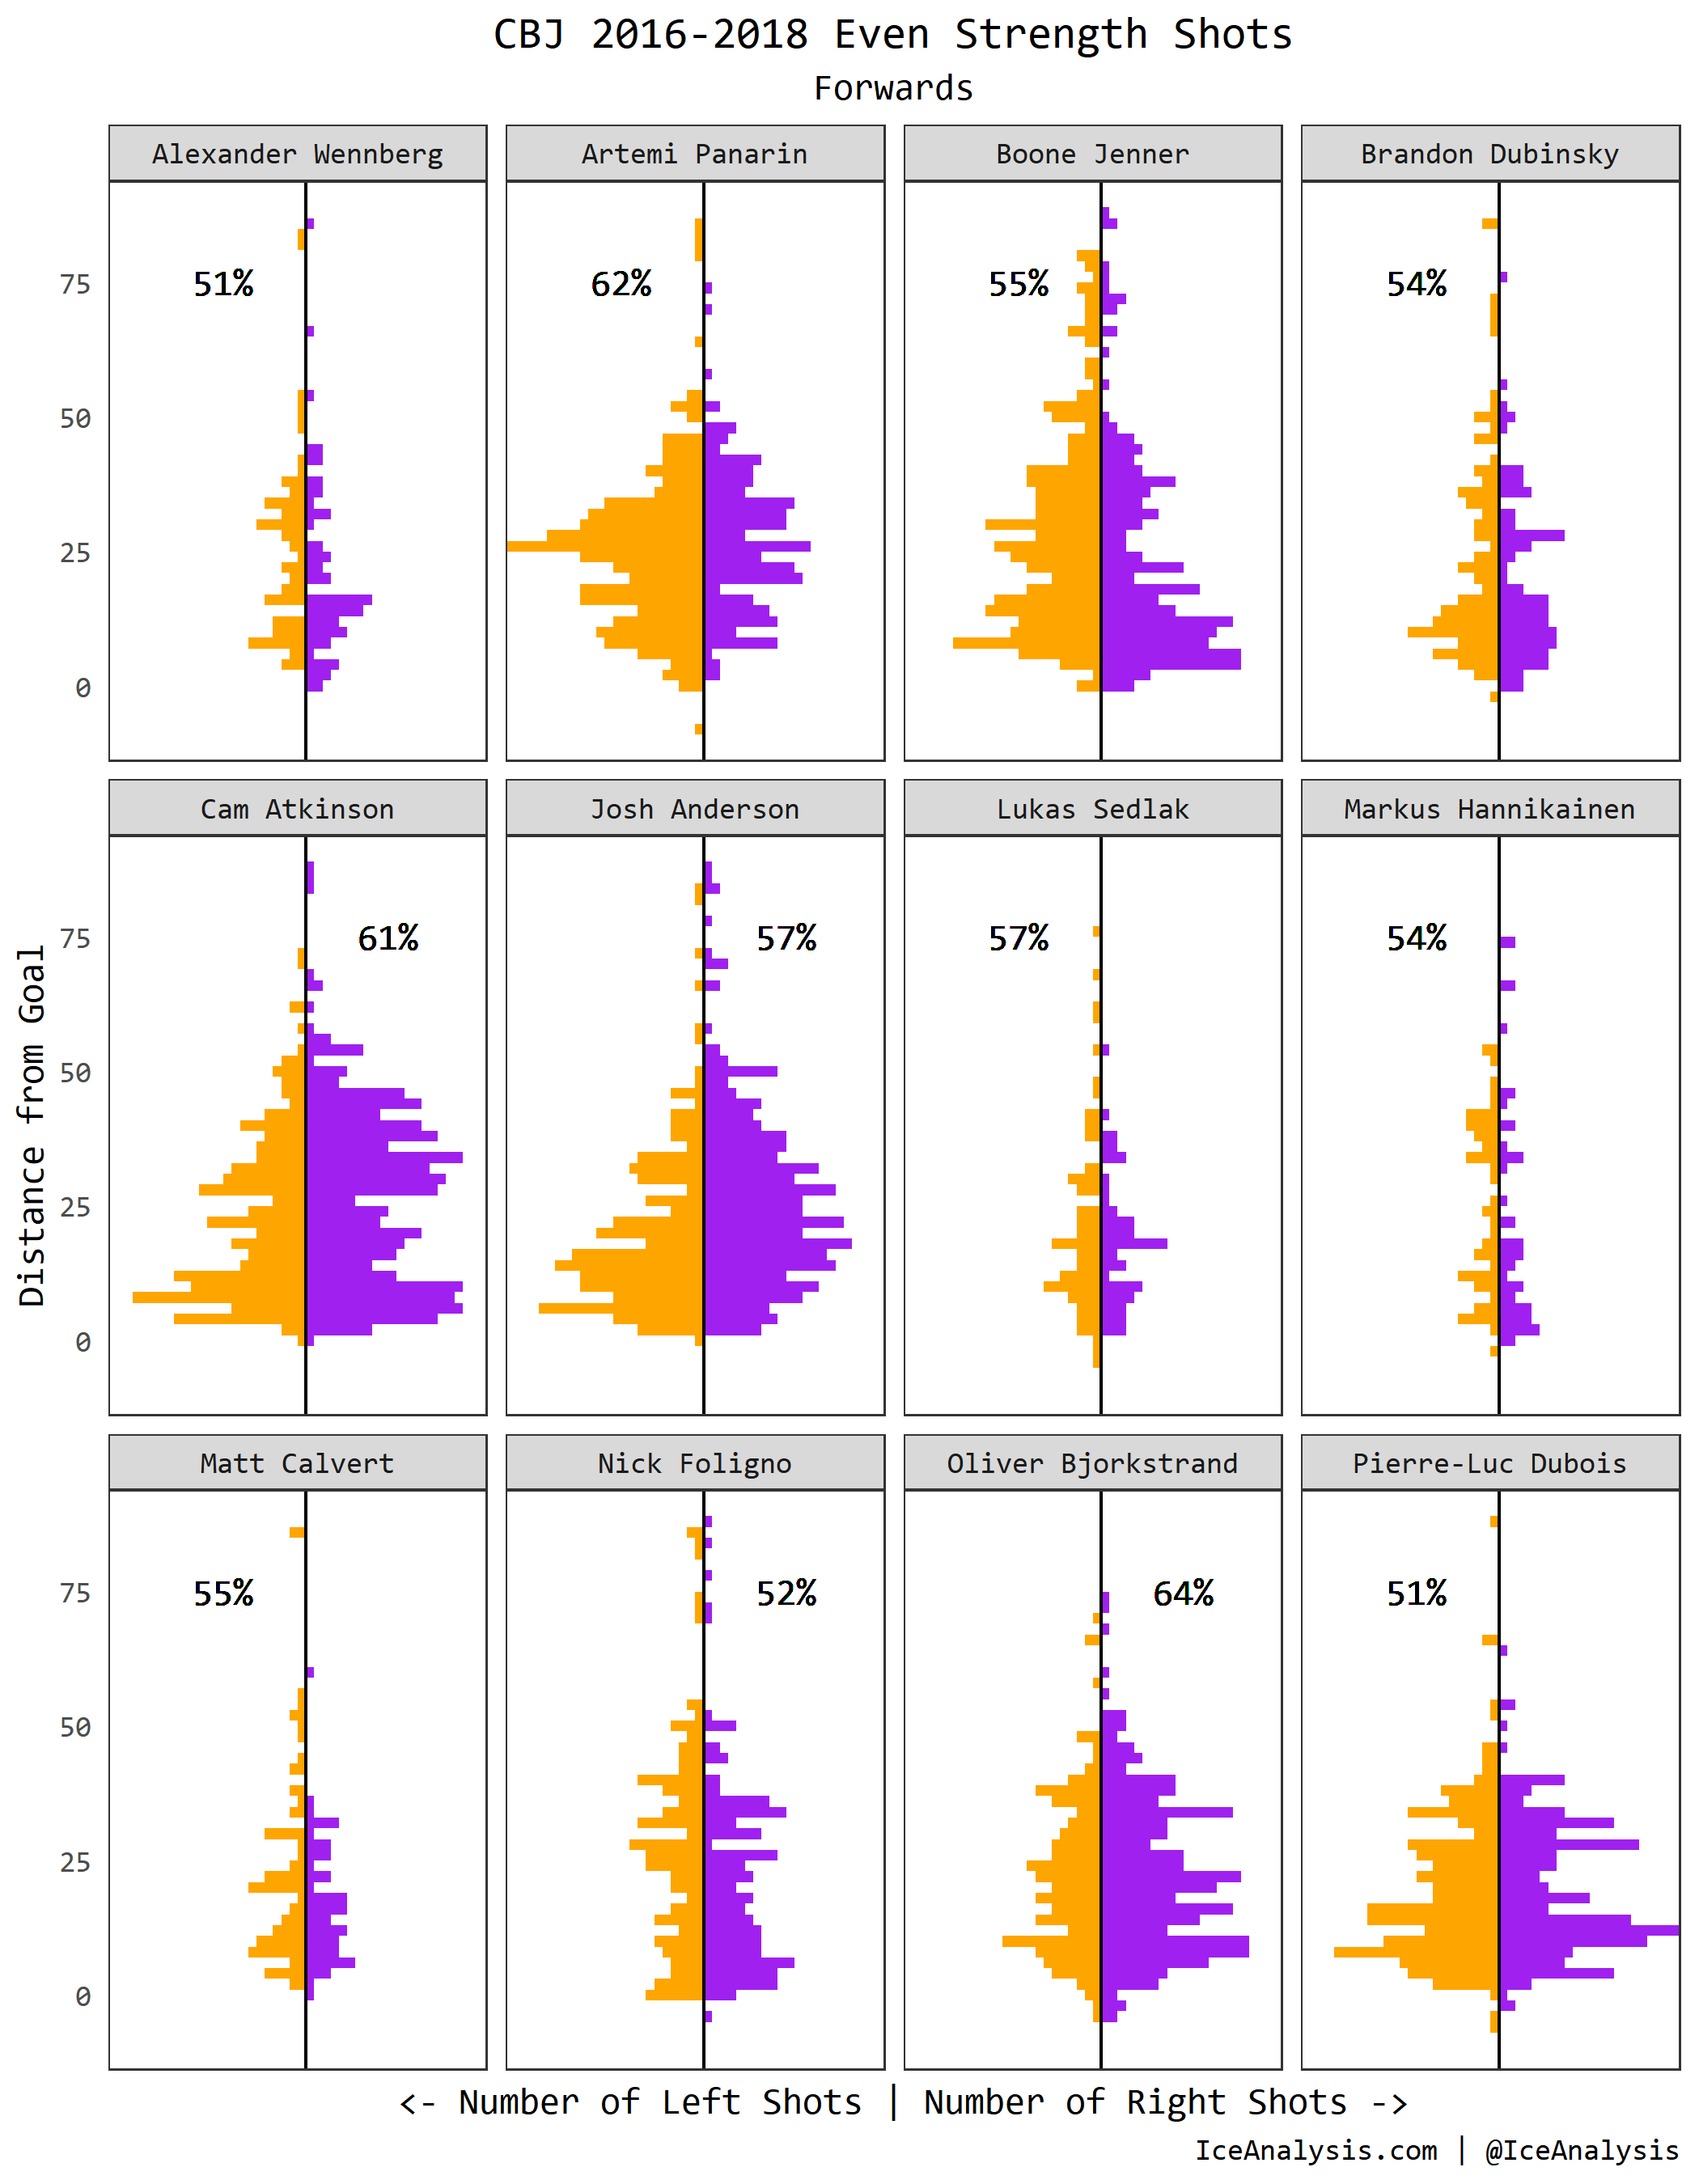 CBJ 2016-2018 Even Strength Shots
Forwards
Alexander Wennberg
Artemi Panarin
Boone Jenner
Brandon Dubinsky
51%
62%
55%
54%
75
50
25
0
Cam Atkinson
Josh Anderson
Lukas Sedlak
Markus Hannikainen
61%
57%
57%
54%
75
50
25
0
Distance from Goal
Matt Calvert
Nick Foligno
Oliver Bjorkstrand
Pierre-Luc Dubois
55%
52%
64%
51%
75
50
25
0
<- Number of Left Shots | Number of Right Shots ->
IceAnalysis.com | @IceAnalysis